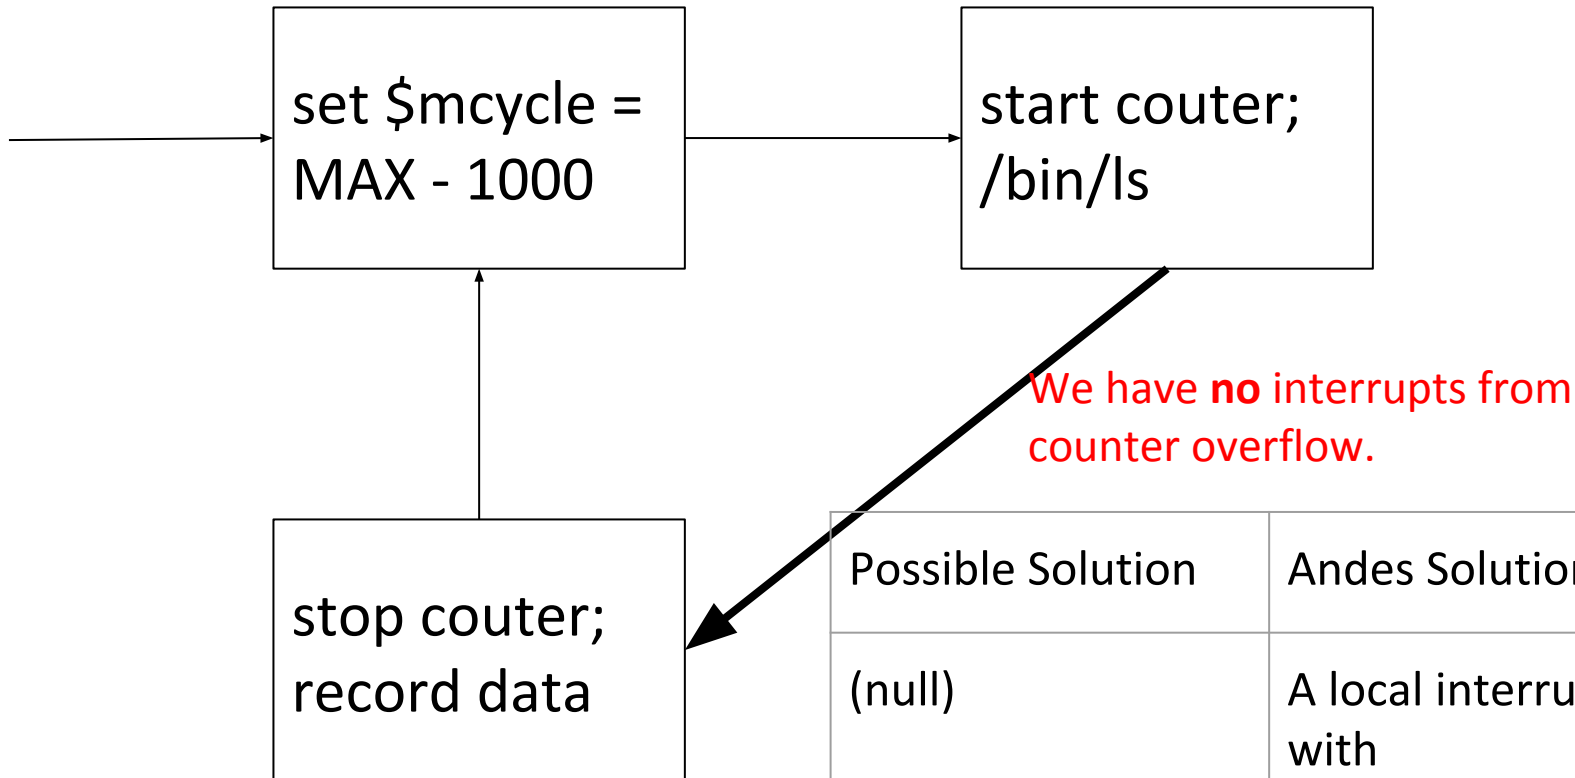 set $mcycle =
MAX - 1000
start couter;
/bin/ls
We have no interrupts from
counter overflow.
stop couter;
record data
Possible Solution
Andes Solution
(null)
A local interru
with